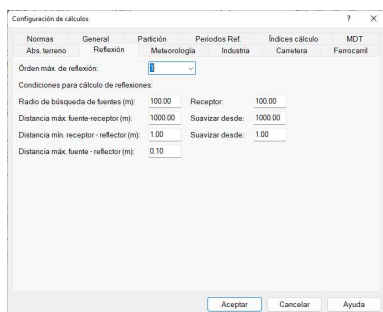 Configuración de cálculos ? ×
Normas General Partición Periodos Ref. Índices cálculo MDT
Abs. terreno Reflexión Meteorología Industria Carretera Ferrocarril
Órden máx. de reflexión: 1
Condiciones para cálculo de reflexiones:
Radio de búsqueda de fuentes (m): 100.00 Receptor: 100.00
Distancia máx. fuente-receptor (m): 1000.00 Suavizar desde: 1000.00
Distancia mín. receptor - reflector (m): 1.00 Suavizar desde: 1.00
Distancia máx. fuente - reflector (m): 0.10
Aceptar Cancelar Ayuda